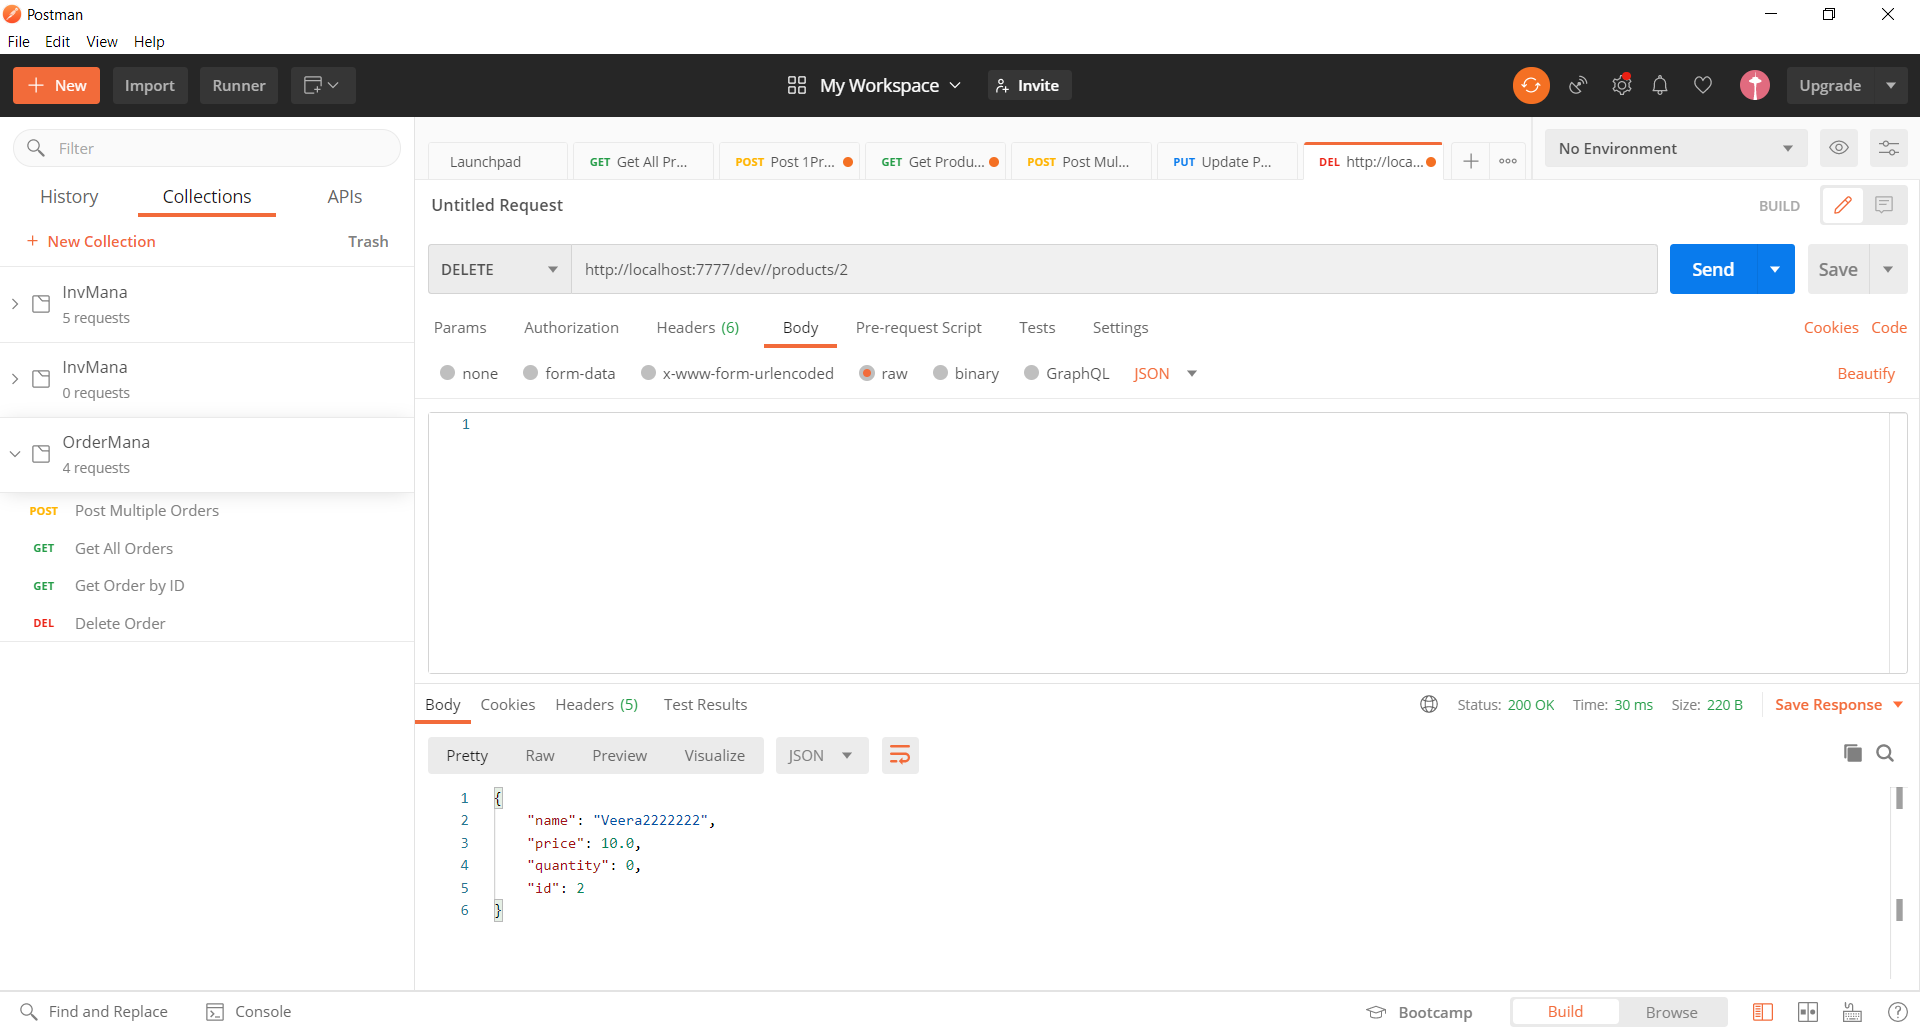 Postman
File Edit View Help
New Import Runner My Workspace Invite Upgrade
Filter
History Collections APIs
+ New Collection Trash
InvMana
5 requests
InvMana
0 requests
OrderMana
4 requests
POST Post Multiple Orders
GET Get All Orders
GET Get Order by ID
DEL Delete Order
Launchpad GET Get All Pr... POST Post 1Pr... GET Get Produ... POST Post Mul... PUT Update P... DEL http://loca... No Environment
Untitled Request BUILD
DELETE http://localhost:7777/dev//products/2 Send Save
Params Authorization Headers (6) Body Pre-request Script Tests Settings Cookies Code
none form-data x-www-form-urlencoded raw binary GraphQL JSON Beautify
1
Body Cookies Headers (5) Test Results Status: 200 OK Time: 30 ms Size: 220 B Save Response
Pretty Raw Preview Visualize JSON
1 {
2 "name": "Veera2222222",
3 "price": 10.0,
4 "quantity": 0,
5 "id": 2
6 }
Find and Replace Console Bootcamp Build Browse